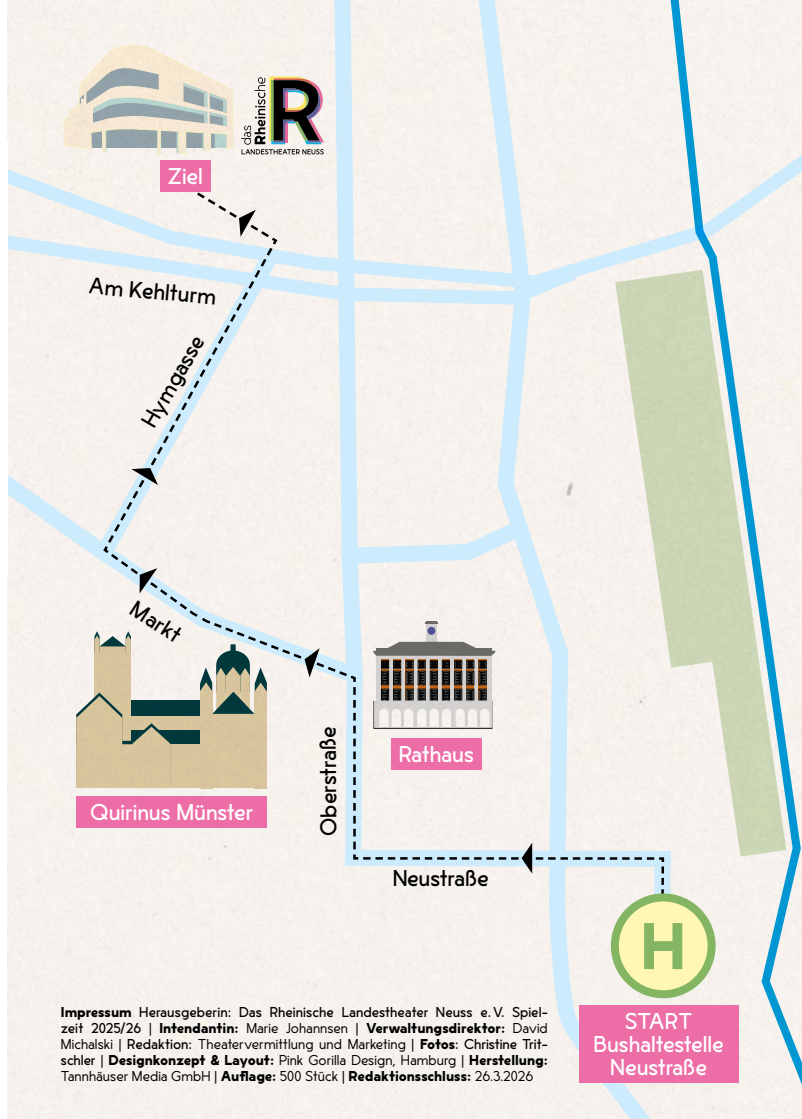 das
Rheinische
R
LANDESTHEATER NEUSS
Ziel
Am Kehlturm
Hymgasse
Markt
Rathaus
Oberstraße
Quirinus Münster
Neustraße
H
START
Bushaltestelle
Neustraße
Impressum Herausgeberin: Das Rheinische Landestheater Neuss e. V. Spiel-
zeit 2025/26 | Intendantin: Marie Johannsen | Verwaltungsdirektor: David
Michalski | Redaktion: Theatervermittlung und Marketing | Fotos: Christine Trit-
schler | Designkonzept & Layout: Pink Gorilla Design, Hamburg | Herstellung:
Tannhäuser Media GmbH | Auflage: 500 Stück | Redaktionsschluss: 26.3.2026